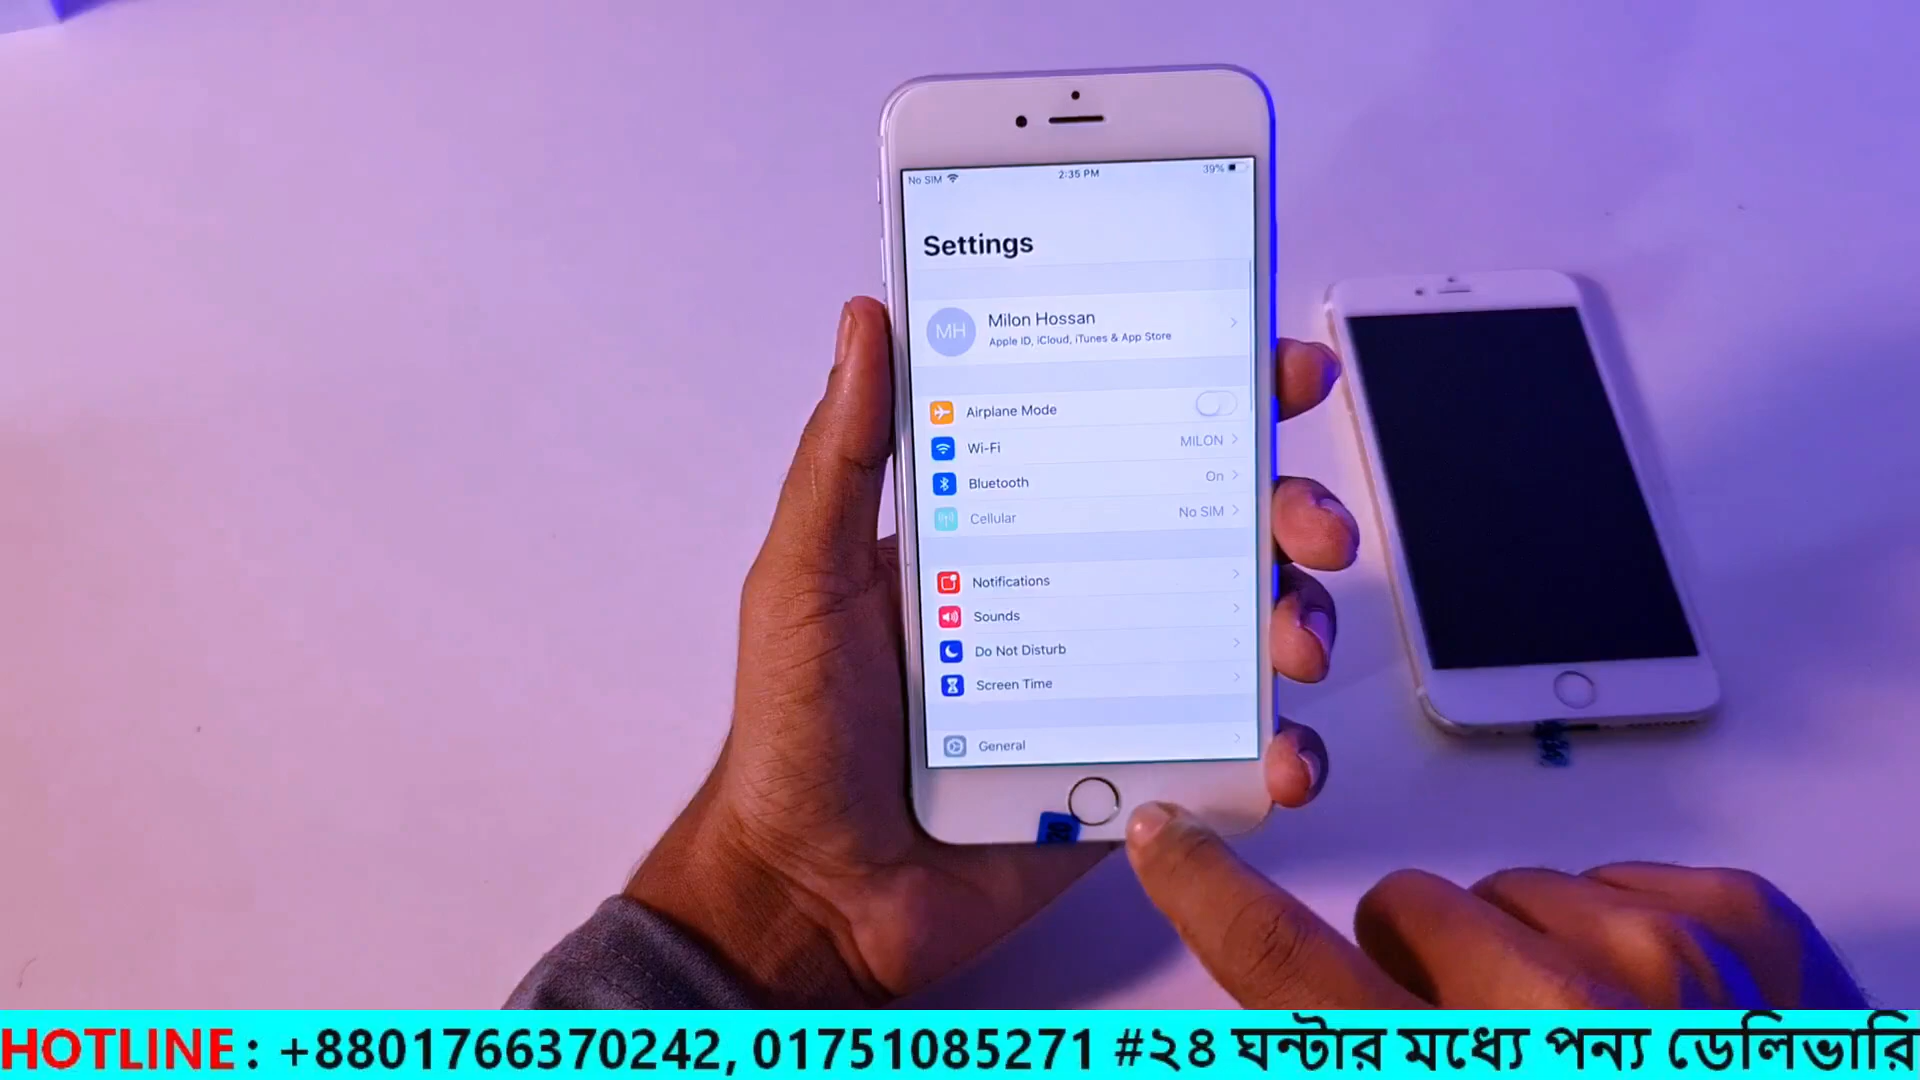 No SIM
2:35 PM
39%
Settings
MH
Milon Hossan
Apple ID, iCloud, iTunes & App Store
Airplane Mode
Wi-Fi MILON
Bluetooth On
Cellular No SIM
Notifications
Sounds
Do Not Disturb
Screen Time
General
HOTLINE : +8801766370242, 01751085271 #২৪ ঘন্টার মধ্যে পন্য ডেলিভারি